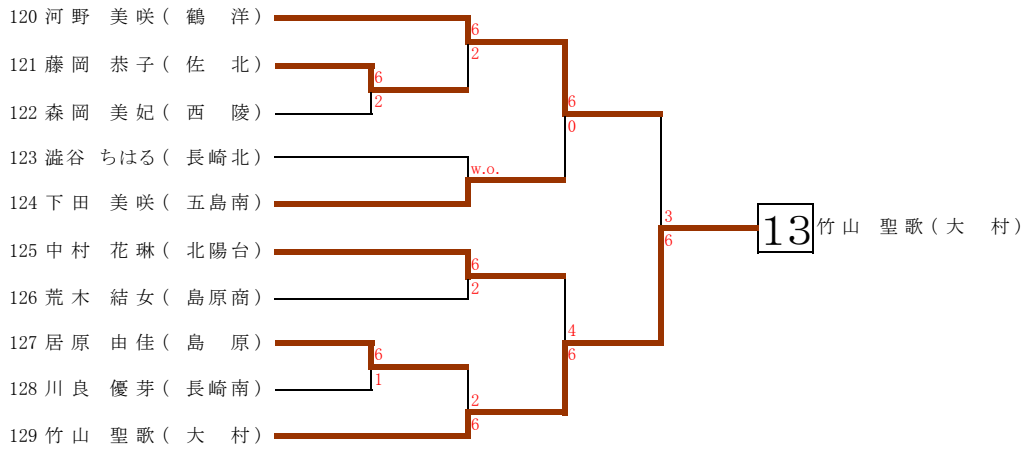 120 河野 美咲( 鶴 洋)
6
2
121 藤岡 恭子( 佐 北)
6
2
122 森岡 美妃( 西 陵)
6
0
123 澁谷 ちはる( 長崎北)
w.o.
124 下田 美咲( 五島南)
3
6
13 竹山 聖歌(大 村)
125 中村 花琳( 北陽台)
6
2
126 荒木 結女( 島原商)
4
6
127 居原 由佳( 島 原)
6
1
128 川良 優芽( 長崎南)
2
6
129 竹山 聖歌( 大 村)